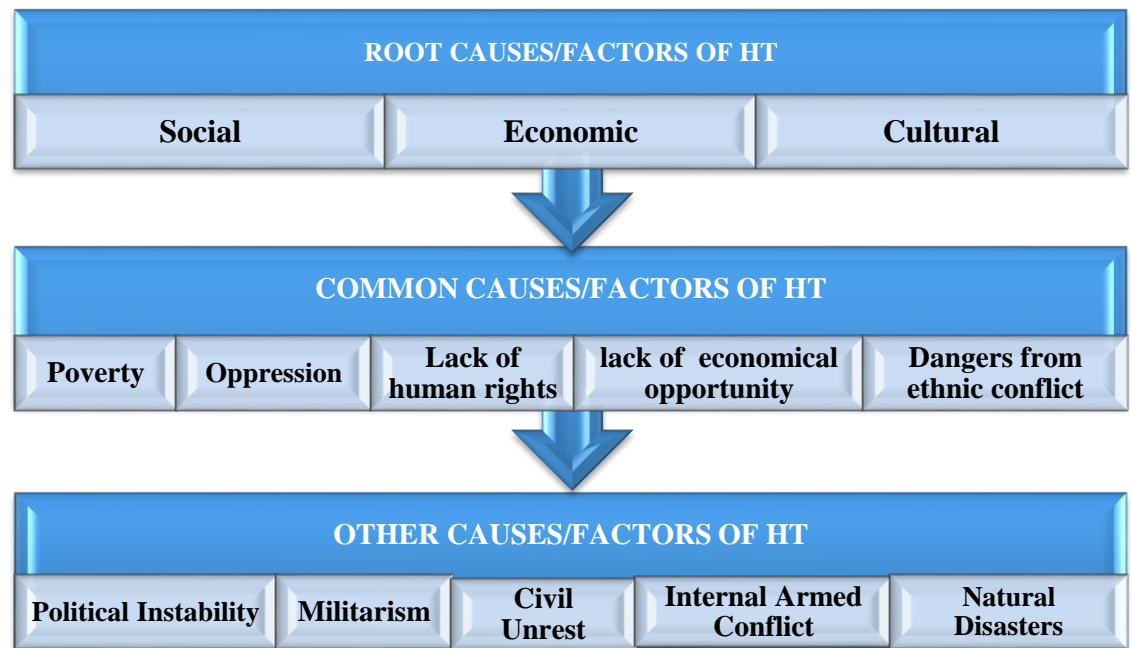 ROOT CAUSES/FACTORS OF HT
Social
Economic
Cultural
COMMON CAUSES/FACTORS OF HT
Poverty
Oppression
Lack of
human rights
lack of economical
opportunity
Dangers from
ethnic conflict
OTHER CAUSES/FACTORS OF HT
Political Instability
Militarism
Civil
Unrest
Internal Armed
Conflict
Natural
Disasters